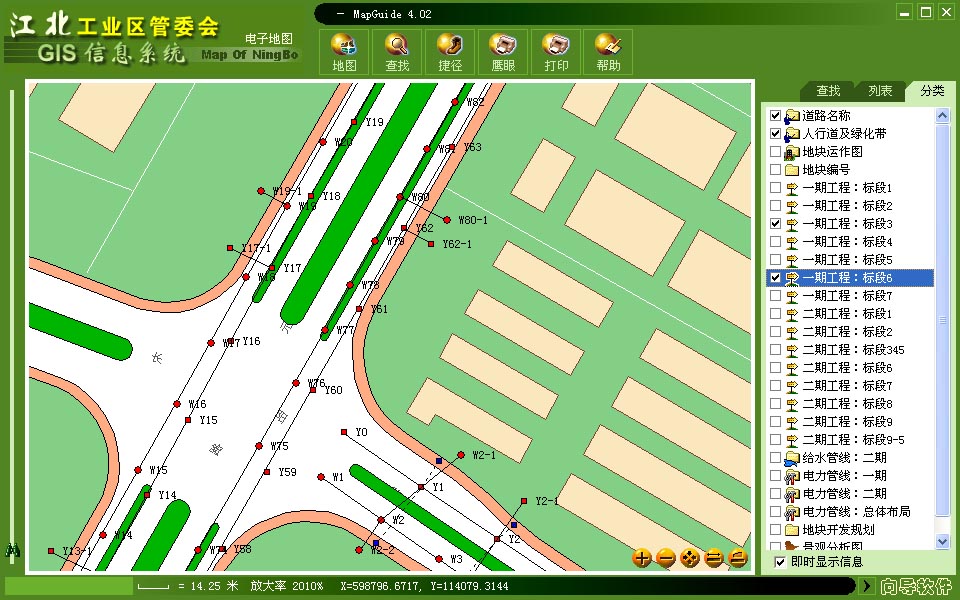 江北工业区管委会
GIS 信息系统
电子地图
Map Of NingBo
MapGuide 4.02
地图
查找
捷径
鹰眼
打印
帮助
查找
列表
分类
道路名称
人行道及绿化带
地块运作图
地块编号
一期工程：标段1
一期工程：标段2
一期工程：标段3
一期工程：标段4
一期工程：标段5
一期工程：标段6
一期工程：标段7
二期工程：标段1
二期工程：标段2
二期工程：标段345
二期工程：标段6
二期工程：标段7
二期工程：标段8
二期工程：标段9
二期工程：标段9-5
给水管线：二期
电力管线：一期
电力管线：二期
电力管线：总体布局
地块开发规划
景观分析图
即时显示信息
W82
Y19
W20
W81
Y63
W19-1
Y18
W19
W80
W80-1
Y62
Y62-1
W79
Y17-1
Y17
W18
W78
Y61
W77
W17
Y16
东
W76
Y60
W16
Y15
路
W75
Y0
W15
Y59
W1
W2-1
Y14
Y1
Y2-1
W14
W2
Y2
Y13-1
W74
Y58
W2-2
W3
= 14.25 米 放大率 2010% X=598796.6717, Y=114079.3144
向导软件